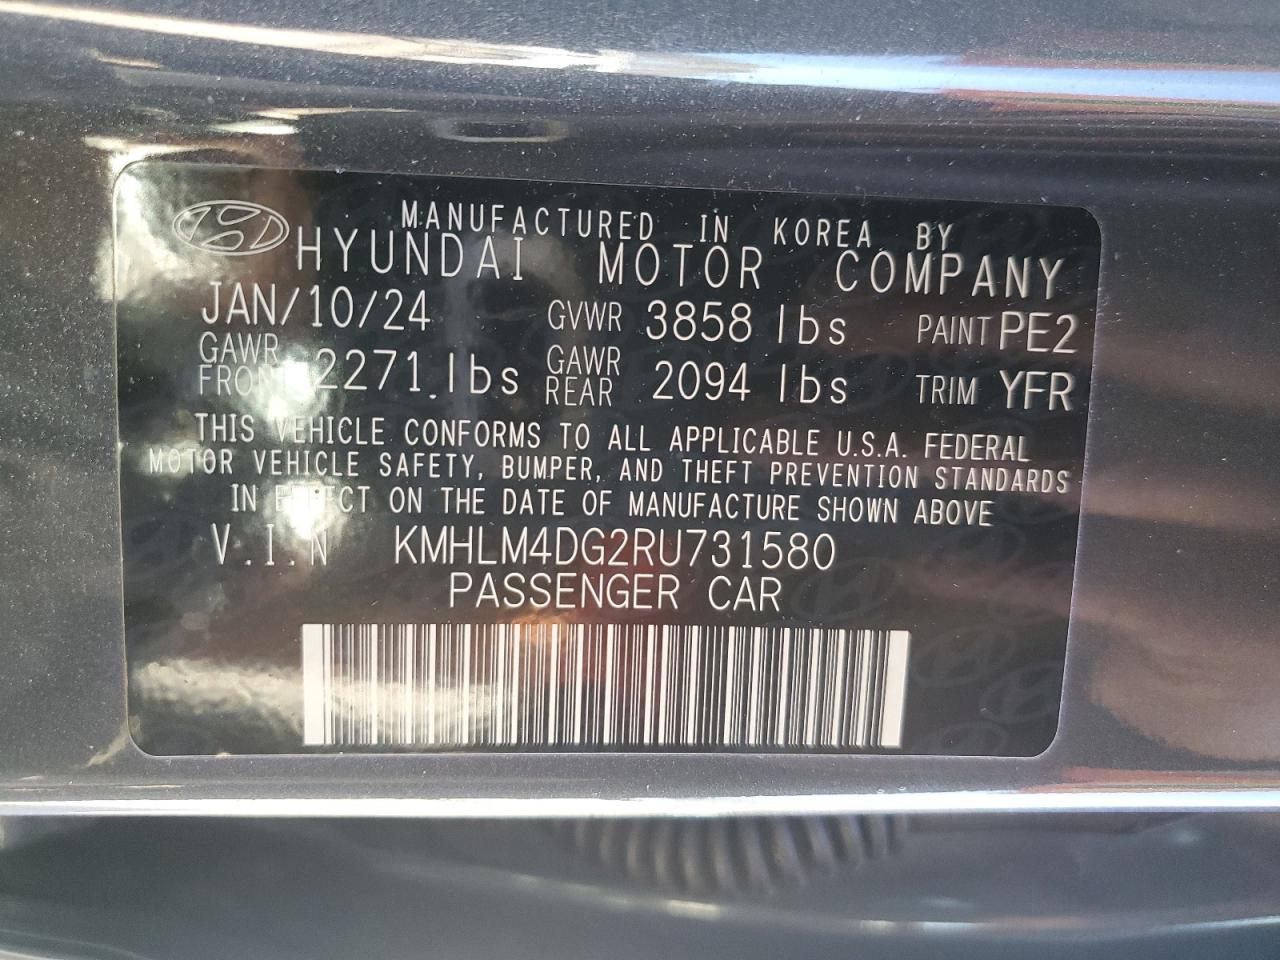 MANUFACTURED IN KOREA BY
HYUNDAI MOTOR COMPANY
JAN/10/24 GVWR 3858 lbs PAINT PE2
GAWR FRONT 2271 lbs GAWR REAR 2094 lbs TRIM YFR
THIS VEHICLE CONFORMS TO ALL APPLICABLE U.S.A. FEDERAL
MOTOR VEHICLE SAFETY, BUMPER, AND THEFT PREVENTION STANDARDS
IN EFFECT ON THE DATE OF MANUFACTURE SHOWN ABOVE
V.I.N KMHLM4DG2RU731580
PASSENGER CAR